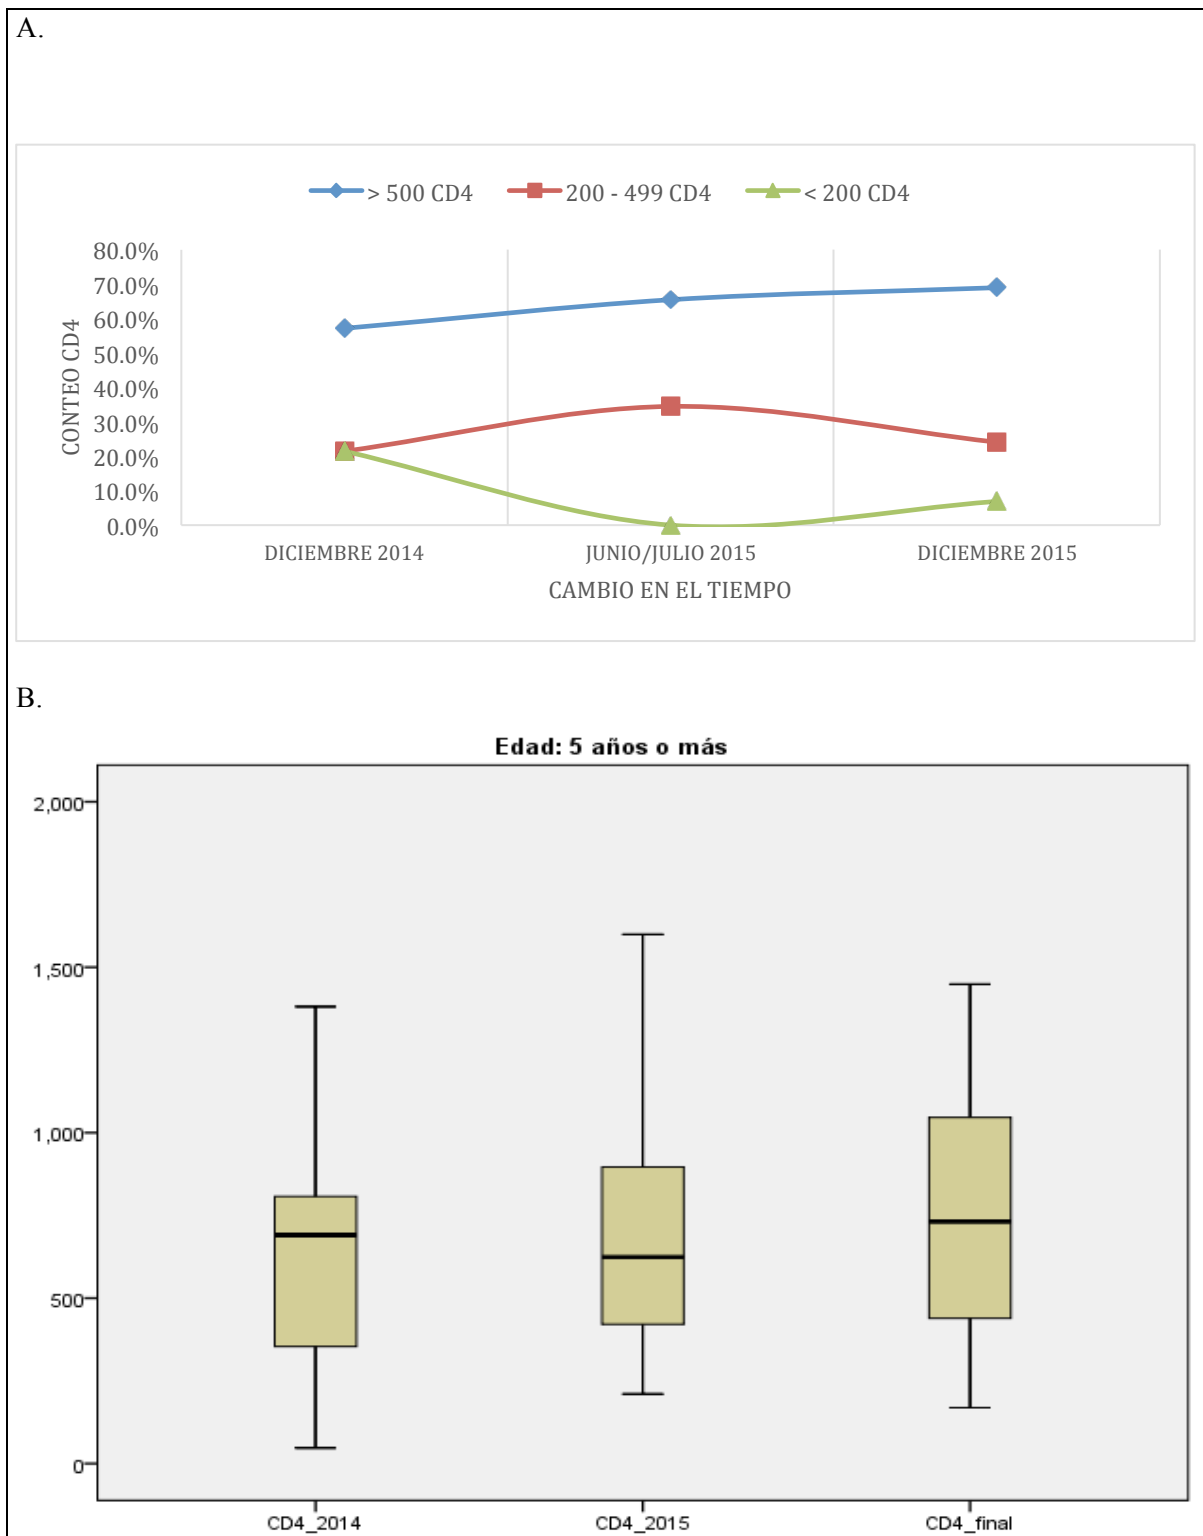 A.
> 500 CD4 200 - 499 CD4 < 200 CD4
80.0%
70.0%
60.0%
50.0%
40.0%
30.0%
20.0%
10.0%
0.0%
CONTEO CD4
DICIEMBRE 2014 JUNIO/JULIO 2015 DICIEMBRE 2015
CAMBIO EN EL TIEMPO
B.
Edad: 5 años o más
2,000
1,500
1,000
500
0
CD4_2014 CD4_2015 CD4_final